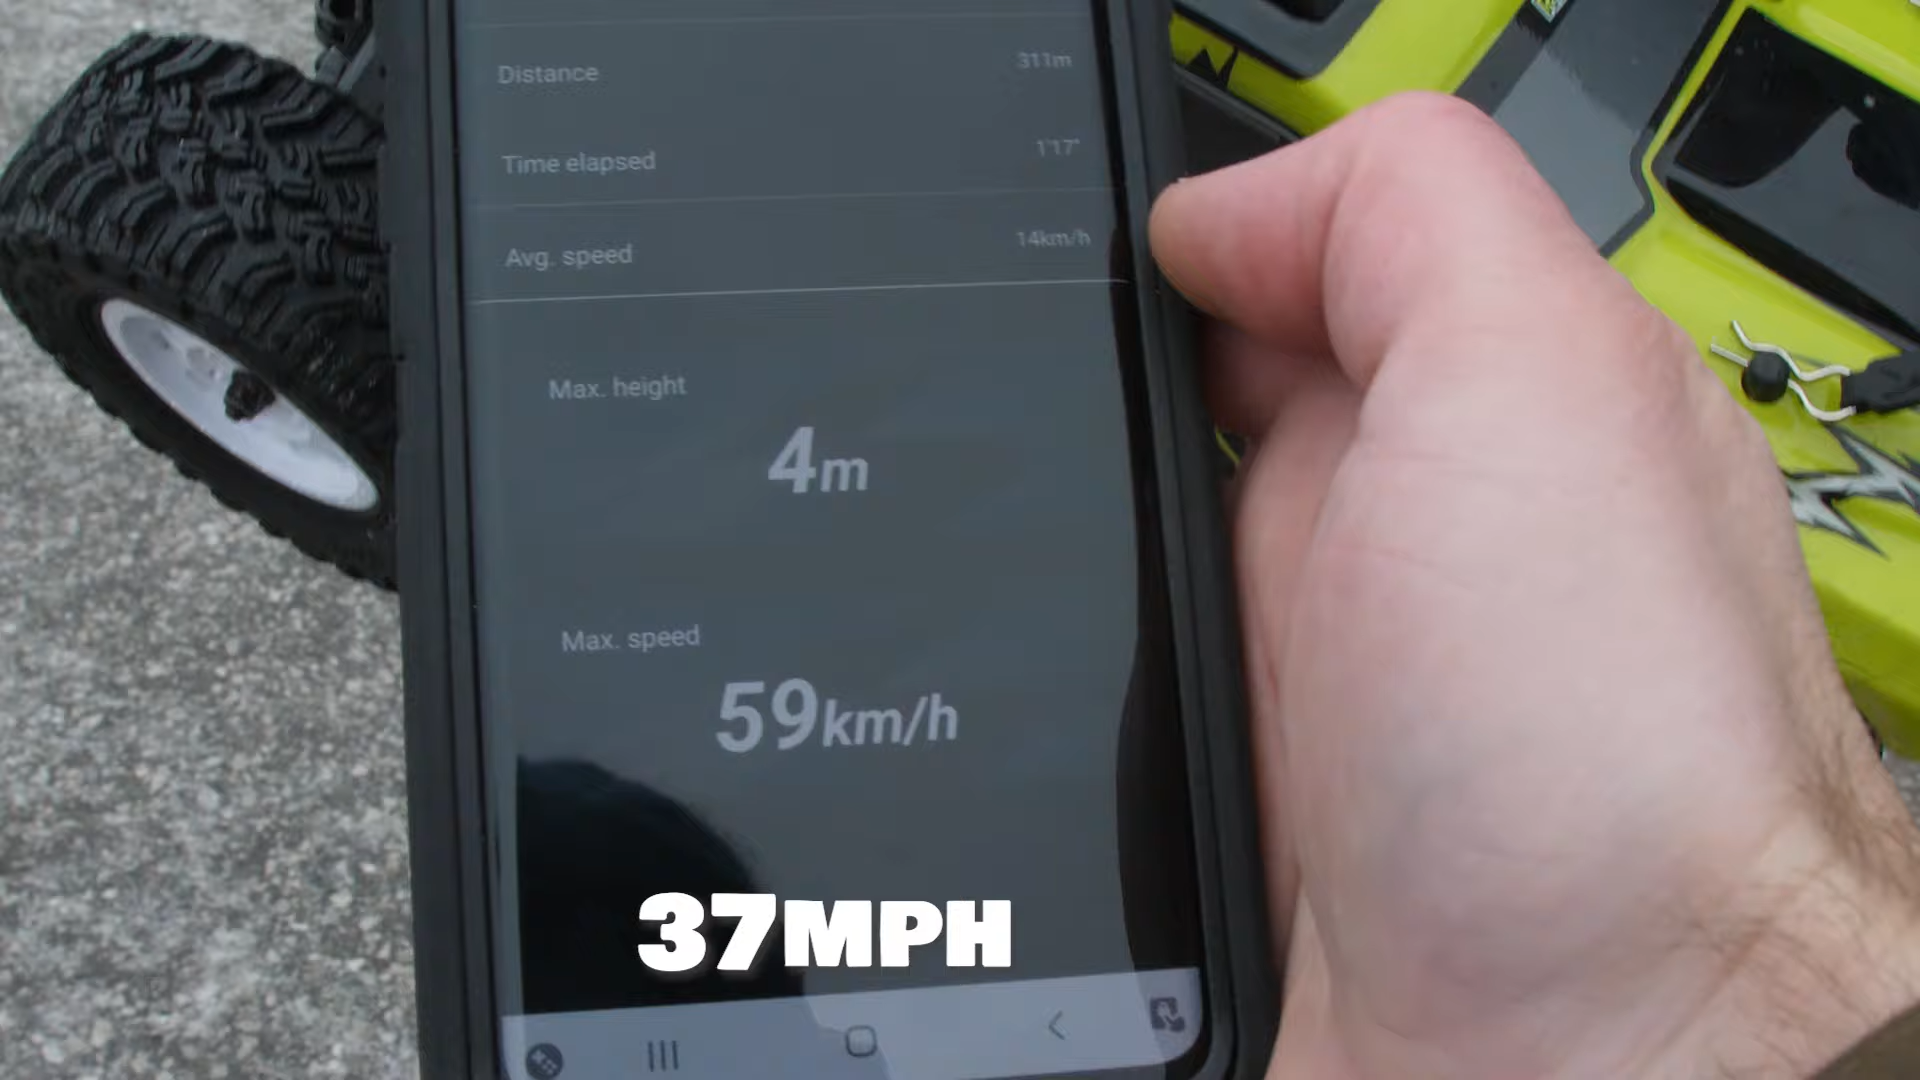 Distance 311m
Time elapsed 1'17"
Avg. speed 14km/h
Max. height
4m
Max. speed
59km/h
37MPH